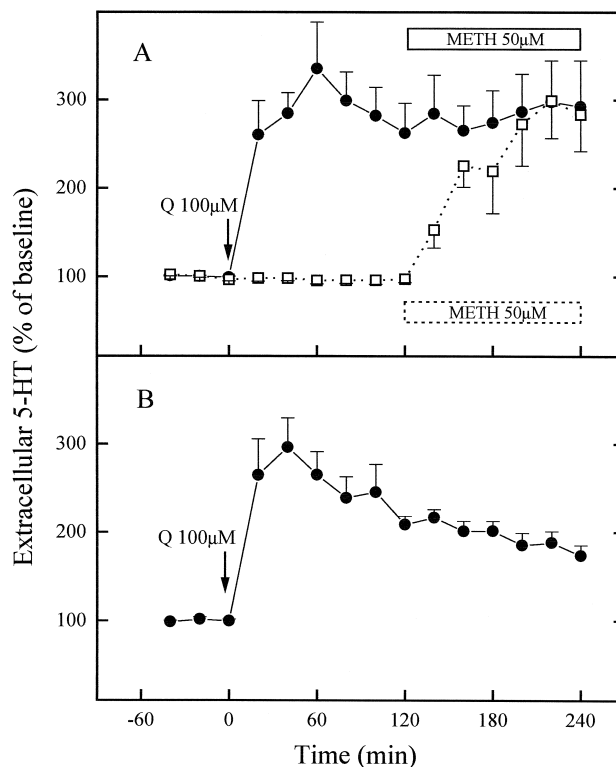 A
METH 50μM
300
200
Q 100μM
100
METH 50μM
Extracellular 5-HT (% of baseline)
B
300
200
Q 100μM
100
-60 0 60 120 180 240
Time (min)